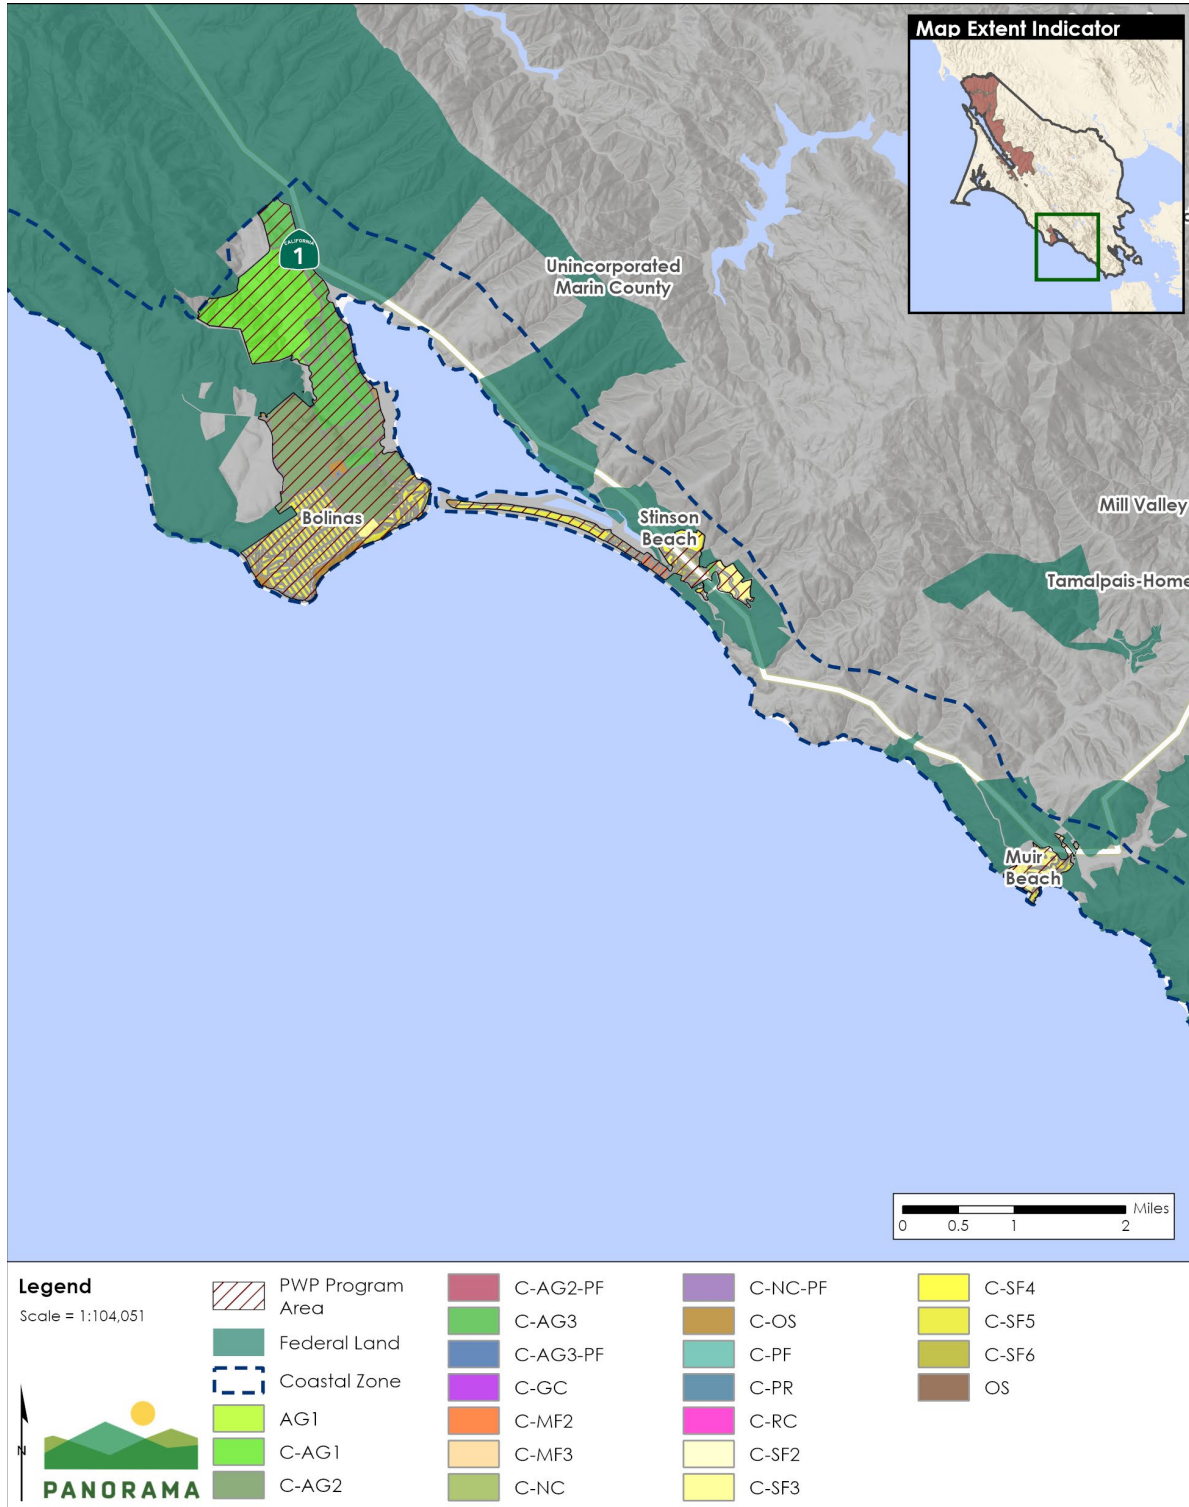 Map Extent Indicator
CALIFORNIA
1
Unincorporated
Marin County
Mill Valley
Bolinas
Stinson
Beach
Tamalpais-Home
Muir
Beach
Miles
0 0.5 1 2
Legend
Scale = 1:104,051
N
PANORAMA
PWP Program
Area
Federal Land
Coastal Zone
AG1
C-AG1
C-AG2
C-AG2-PF
C-AG3
C-AG3-PF
C-GC
C-MF2
C-MF3
C-NC
C-NC-PF
C-OS
C-PF
C-PR
C-RC
C-SF2
C-SF3
C-SF4
C-SF5
C-SF6
OS